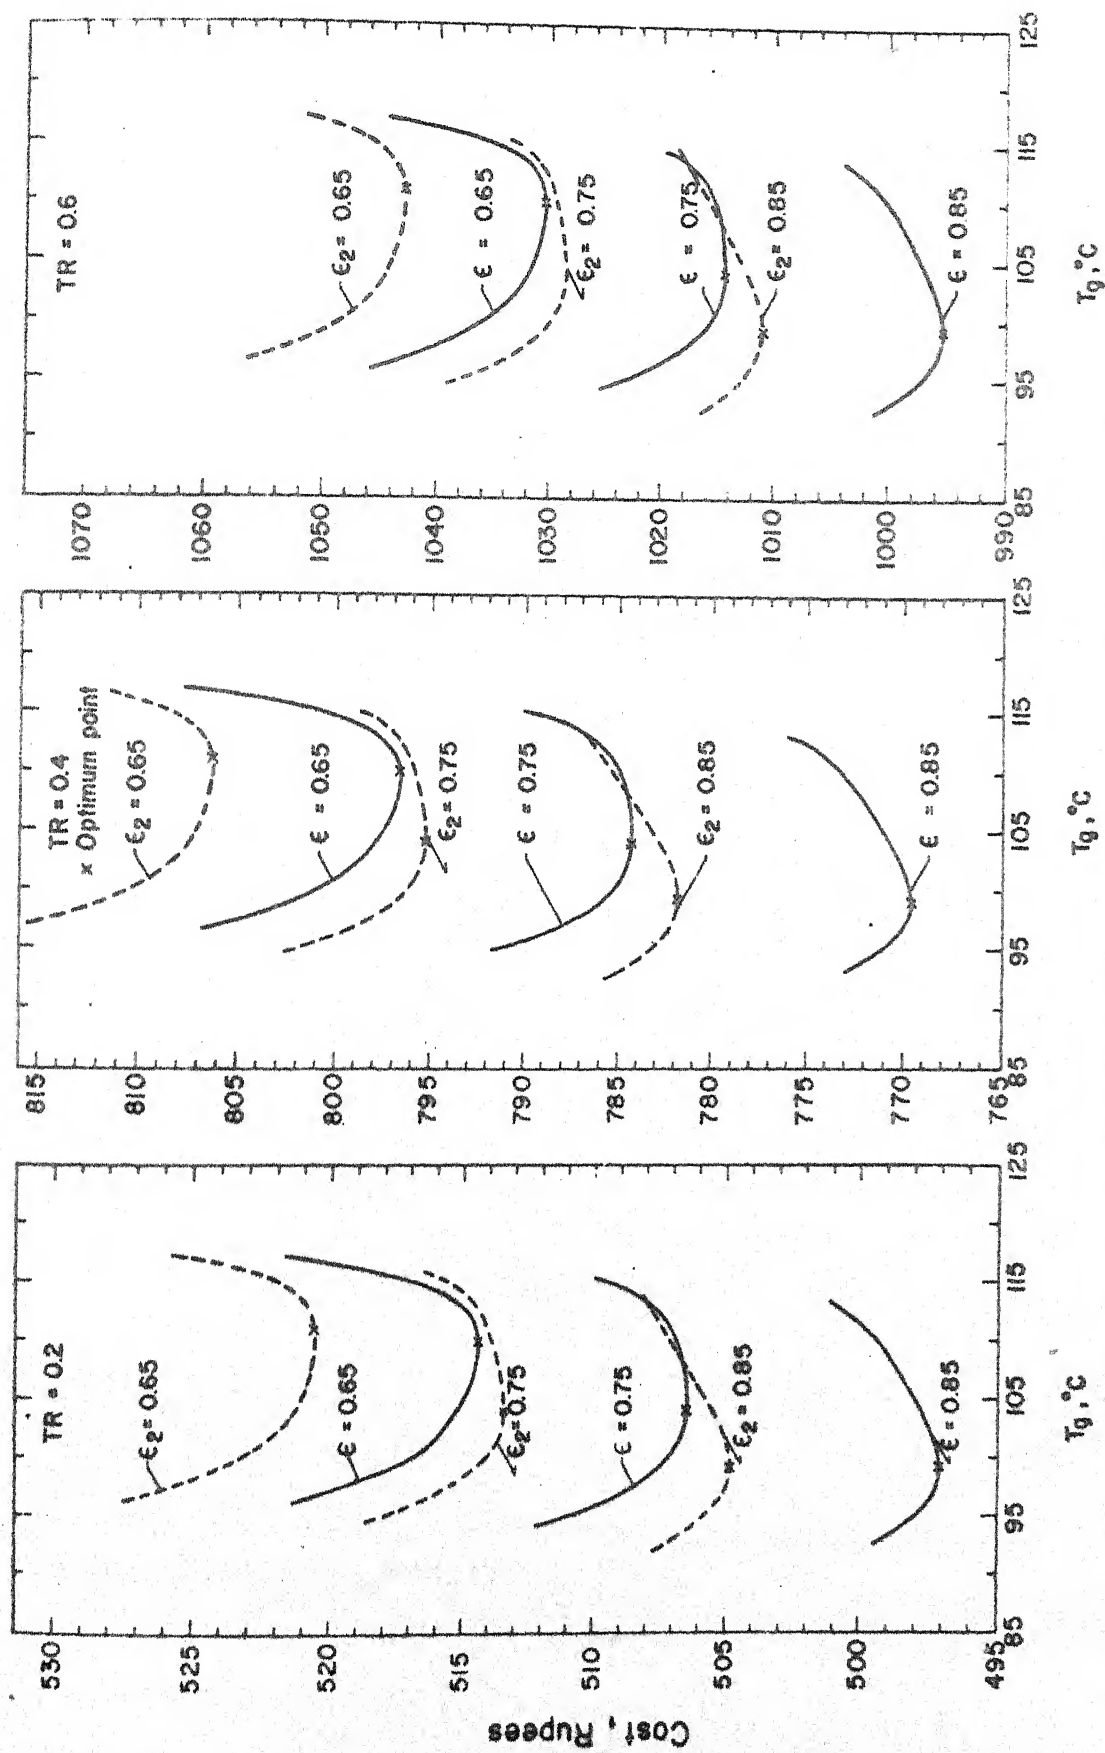 Cost, Rupees
TR = 0.2
530
525
520
515
510
505
500
495
ϵ2 = 0.65
ϵ = 0.65
ϵ2 = 0.75
ϵ = 0.75
ϵ2 = 0.85
ϵ = 0.85
85
95
105
115
125
Tg, °C
TR = 0.4
x Optimum point
815
810
805
800
795
790
785
780
775
770
765
ϵ2 = 0.65
ϵ = 0.65
ϵ2 = 0.75
ϵ = 0.75
ϵ2 = 0.85
ϵ = 0.85
85
95
105
115
125
Tg, °C
TR = 0.6
1070
1060
1050
1040
1030
1020
1010
1000
990
ϵ2 = 0.65
ϵ = 0.65
ϵ2 = 0.75
ϵ = 0.75
ϵ2 = 0.85
ϵ = 0.85
85
95
105
115
125
Tg, °C